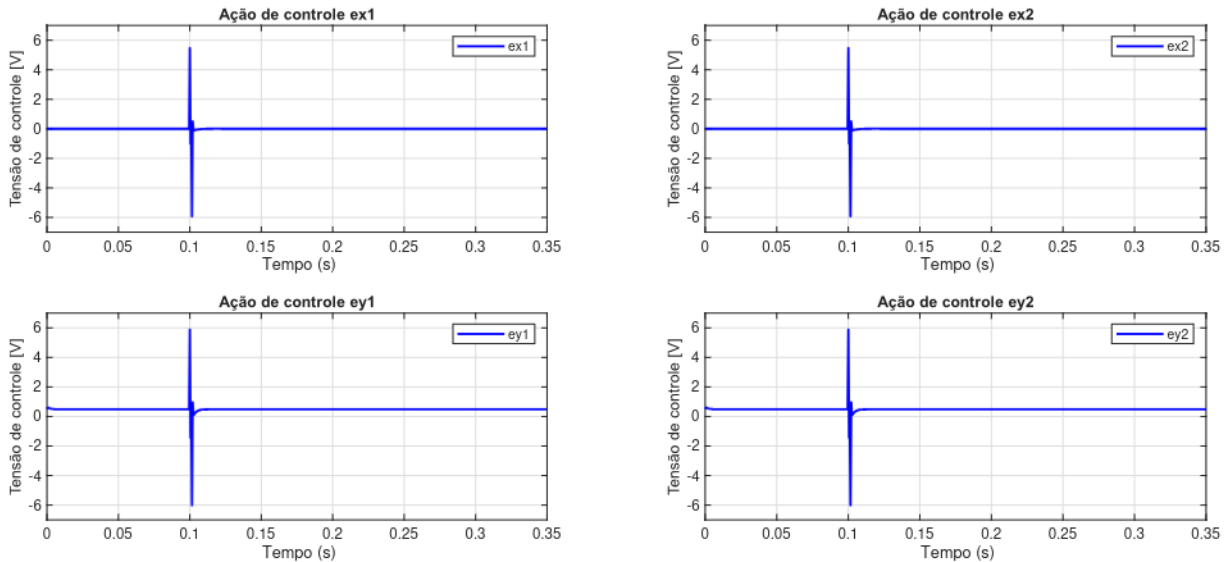 Ação de controle ex1
Tensão de controle [V]
6
4
2
0
-2
-4
-6
ex1
0 0.05 0.1 0.15 0.2 0.25 0.3 0.35
Tempo (s)
Ação de controle ex2
Tensão de controle [V]
6
4
2
0
-2
-4
-6
ex2
0 0.05 0.1 0.15 0.2 0.25 0.3 0.35
Tempo (s)
Ação de controle ey1
Tensão de controle [V]
6
4
2
0
-2
-4
-6
ey1
0 0.05 0.1 0.15 0.2 0.25 0.3 0.35
Tempo (s)
Ação de controle ey2
Tensão de controle [V]
6
4
2
0
-2
-4
-6
ey2
0 0.05 0.1 0.15 0.2 0.25 0.3 0.35
Tempo (s)